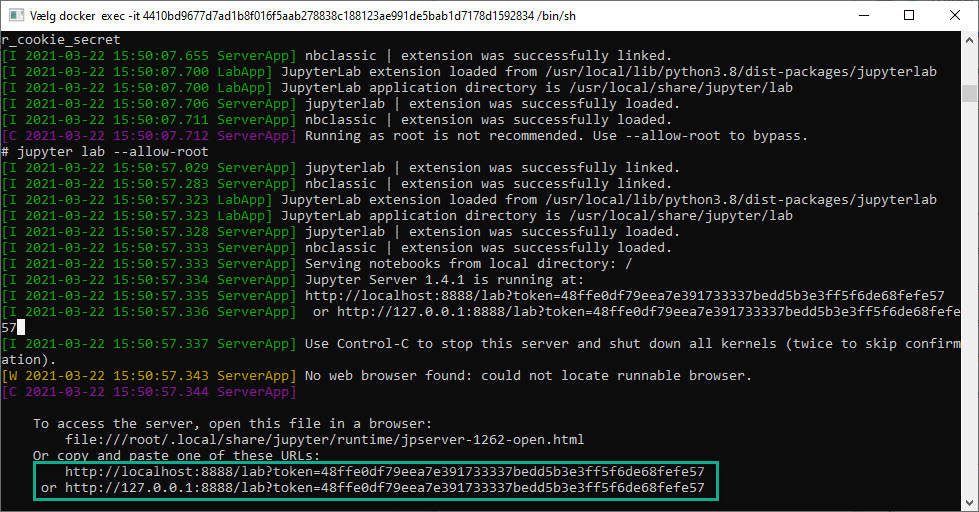 Vælg docker  exec -it 4410bd9677d7ad1b8f016f5aab278838c188123ae991de5bab1d7178d1592834 /bin/sh
r_cookie_secret
[I 2021-03-22 15:50:07.655 ServerApp] nbclassic | extension was successfully linked.
[I 2021-03-22 15:50:07.700 LabApp] JupyterLab extension loaded from /usr/local/lib/python3.8/dist-packages/jupyterlab
[I 2021-03-22 15:50:07.700 LabApp] JupyterLab application directory is /usr/local/share/jupyter/lab
[I 2021-03-22 15:50:07.706 ServerApp] jupyterlab | extension was successfully loaded.
[I 2021-03-22 15:50:07.711 ServerApp] nbclassic | extension was successfully loaded.
[C 2021-03-22 15:50:07.712 ServerApp] Running as root is not recommended. Use --allow-root to bypass.
# jupyter lab --allow-root
[I 2021-03-22 15:50:57.029 ServerApp] jupyterlab | extension was successfully linked.
[I 2021-03-22 15:50:57.283 ServerApp] nbclassic | extension was successfully linked.
[I 2021-03-22 15:50:57.323 LabApp] JupyterLab extension loaded from /usr/local/lib/python3.8/dist-packages/jupyterlab
[I 2021-03-22 15:50:57.323 LabApp] JupyterLab application directory is /usr/local/share/jupyter/lab
[I 2021-03-22 15:50:57.328 ServerApp] jupyterlab | extension was successfully loaded.
[I 2021-03-22 15:50:57.333 ServerApp] nbclassic | extension was successfully loaded.
[I 2021-03-22 15:50:57.333 ServerApp] Serving notebooks from local directory: /
[I 2021-03-22 15:50:57.334 ServerApp] Jupyter Server 1.4.1 is running at:
[I 2021-03-22 15:50:57.335 ServerApp] http://localhost:8888/lab?token=48ffe0df79eea7e391733337bedd5b3e3ff5f6de68fefe57
[I 2021-03-22 15:50:57.336 ServerApp]  or http://127.0.0.1:8888/lab?token=48ffe0df79eea7e391733337bedd5b3e3ff5f6de68fefe
57
[I 2021-03-22 15:50:57.337 ServerApp] Use Control-C to stop this server and shut down all kernels (twice to skip confirm
ation).
[W 2021-03-22 15:50:57.343 ServerApp] No web browser found: could not locate runnable browser.
[C 2021-03-22 15:50:57.344 ServerApp]
To access the server, open this file in a browser:
file:///root/.local/share/jupyter/runtime/jpserver-1262-open.html
Or copy and paste one of these URLs:
http://localhost:8888/lab?token=48ffe0df79eea7e391733337bedd5b3e3ff5f6de68fefe57
or http://127.0.0.1:8888/lab?token=48ffe0df79eea7e391733337bedd5b3e3ff5f6de68fefe57